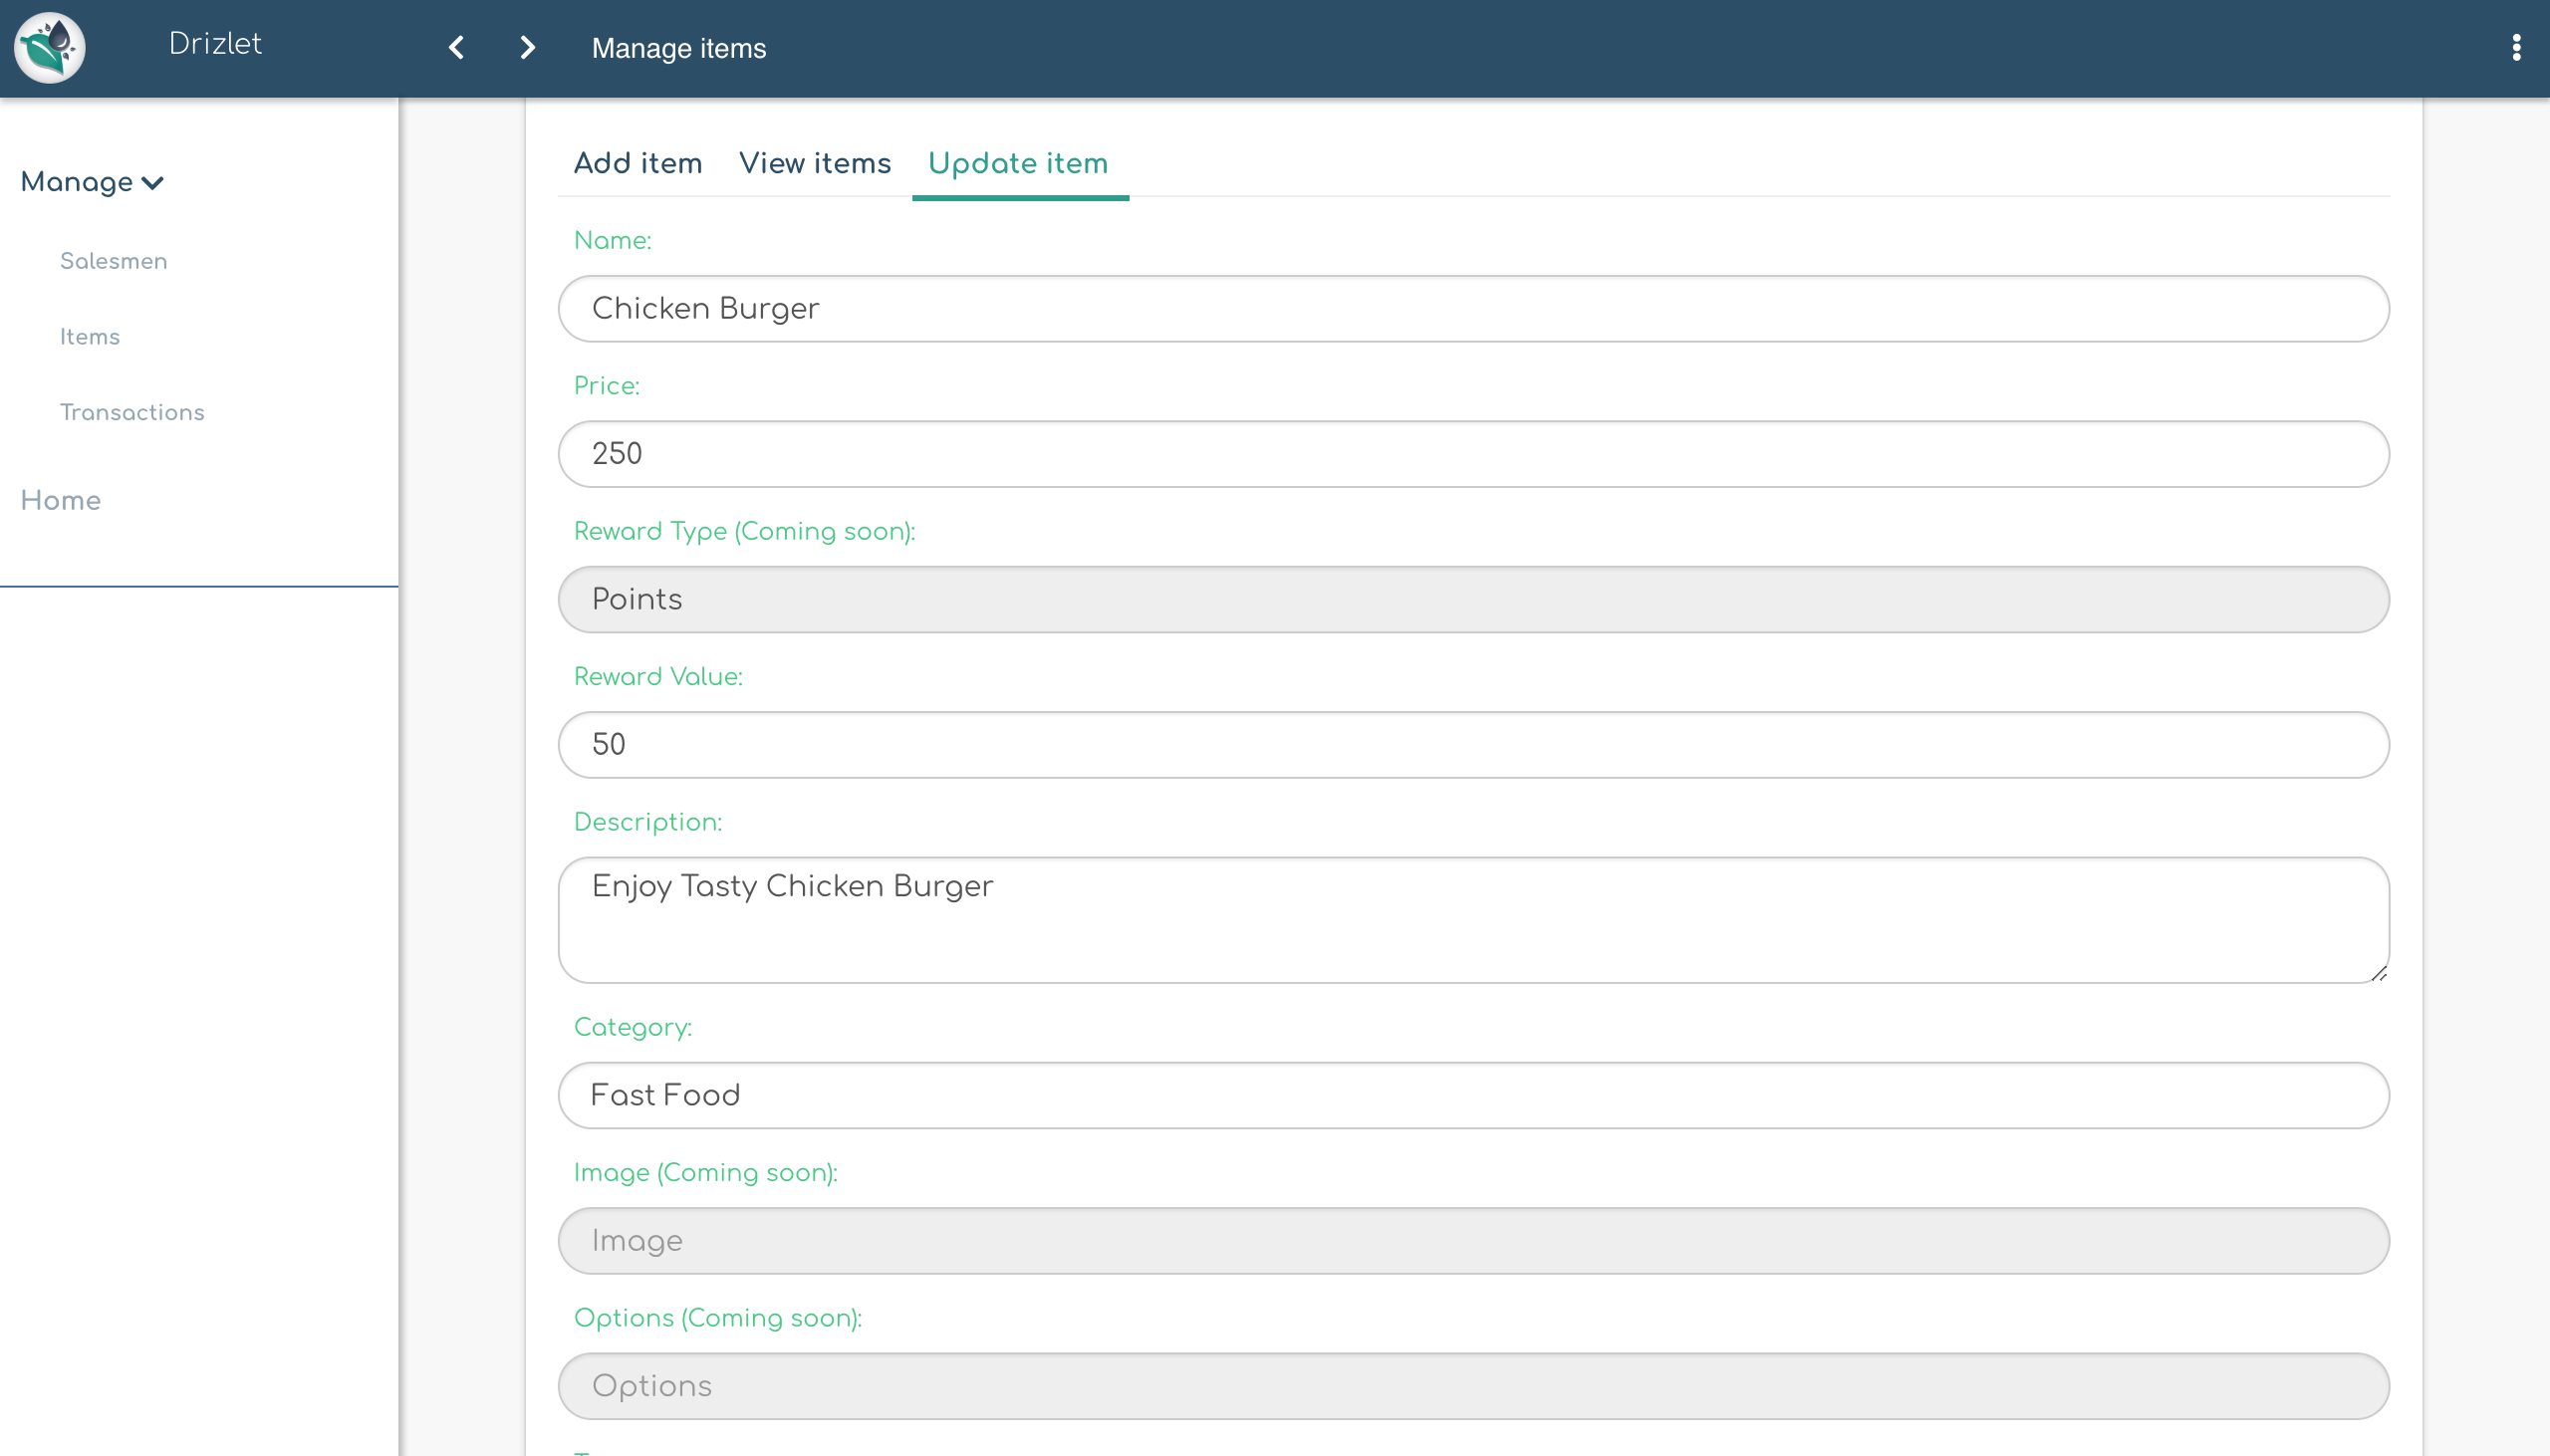 Drizlet
Manage items
Manage
Salesmen
Items
Transactions
Home
Add item View items Update item
Name:
Chicken Burger
Price:
250
Reward Type (Coming soon):
Points
Reward Value:
50
Description:
Enjoy Tasty Chicken Burger
Category:
Fast Food
Image (Coming soon):
Image
Options (Coming soon):
Options